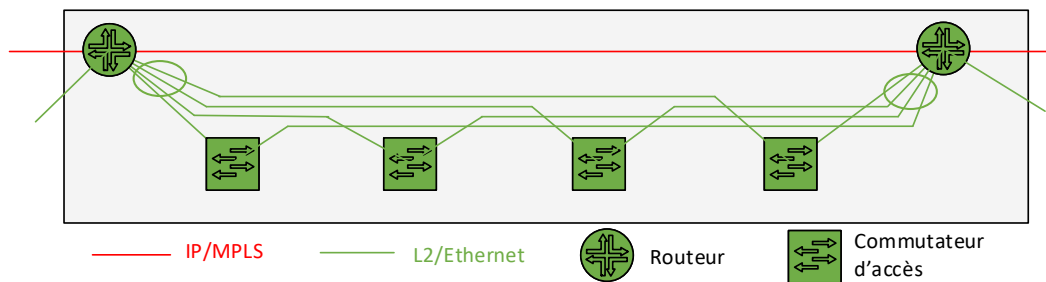 IP/MPLS
L2/Ethernet
Routeur
Commutateur
d'accès